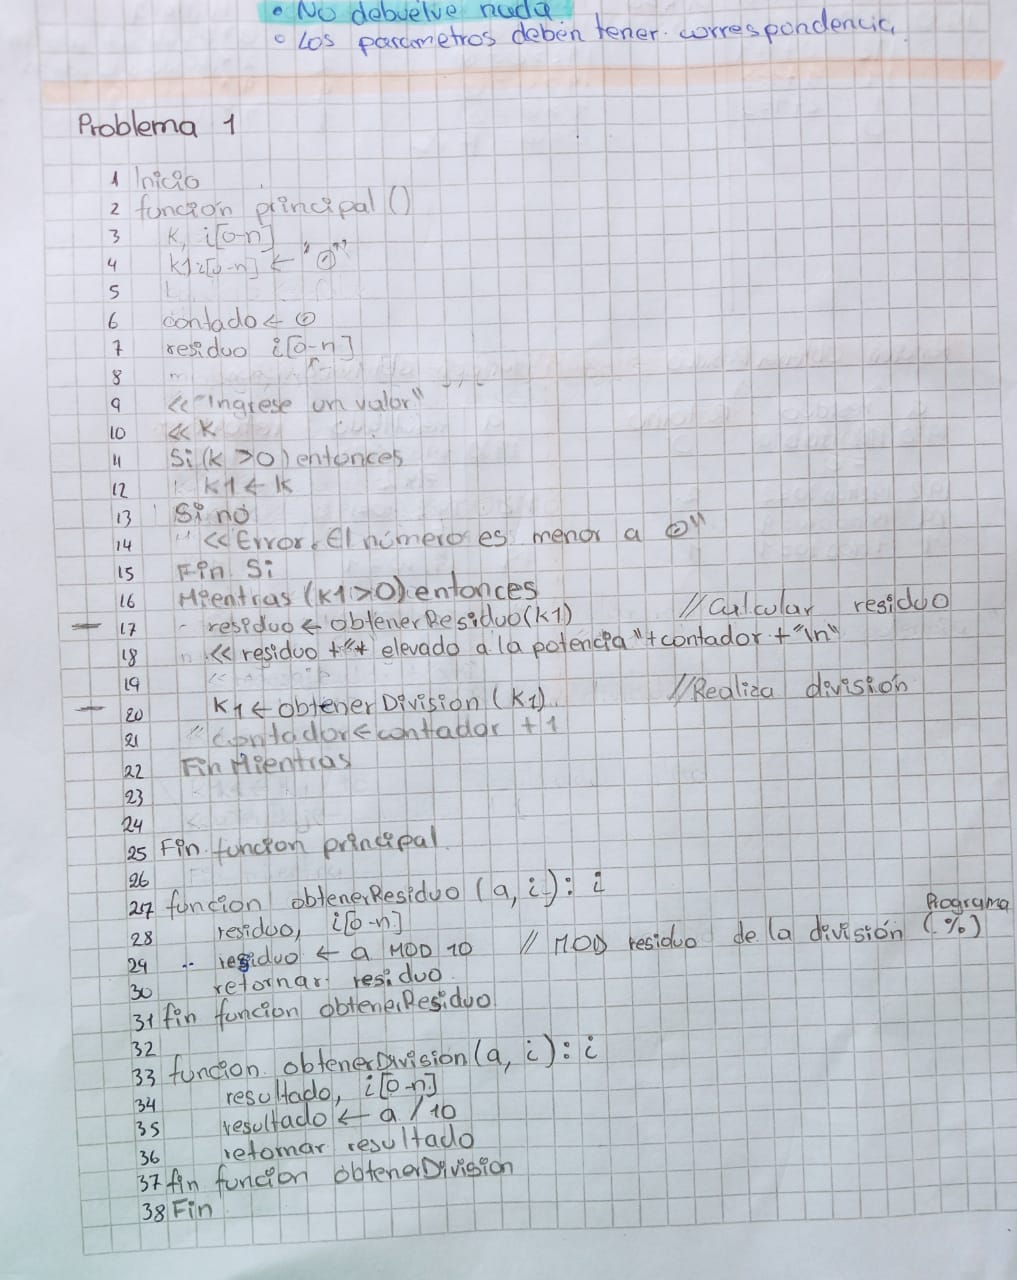 • No debuelve nada
• Los parametros deben tener correspondencia
Problema 1
1 Inicio
2 funcion principal ()
3 K, i[0-n]
4 k1 i[0-n] ← "0"
5
6 contado ← 0
7 residuo i[0-n]
8
9 << "Ingrese un valor"
10 << K
11 Si (k >0) entonces
12 k1 ← k
13 Si no
14 << Error. El número es menor a 0"
15 Fin Si
16 Mientras (k1>0) entonces
17 residuo ← obtenerResiduo(k1) //Calcular residuo
18 << residuo +"+ elevado a la potencia "+contador + "\n"
19
20 K1 ← obtenerDivisión (k1) //Realiza división
21 contador ← contador + 1
22 Fin Mientras
23
24
25 Fin funcion principal
26
27 funcion obtenerResiduo (a, i) : i
28 residuo, i[0-n]
Programa
29 residuo ← a MOD 10 // MOD residuo de la división (%)
30 retornar residuo
31 fin funcion obtenerResiduo
32
33 funcion obtenerDivisión (a, i) : i
34 resultado, i[0-n]
35 resultado ← a / 10
36 retornar resultado
37 fin función obtenerDivision
38 Fin